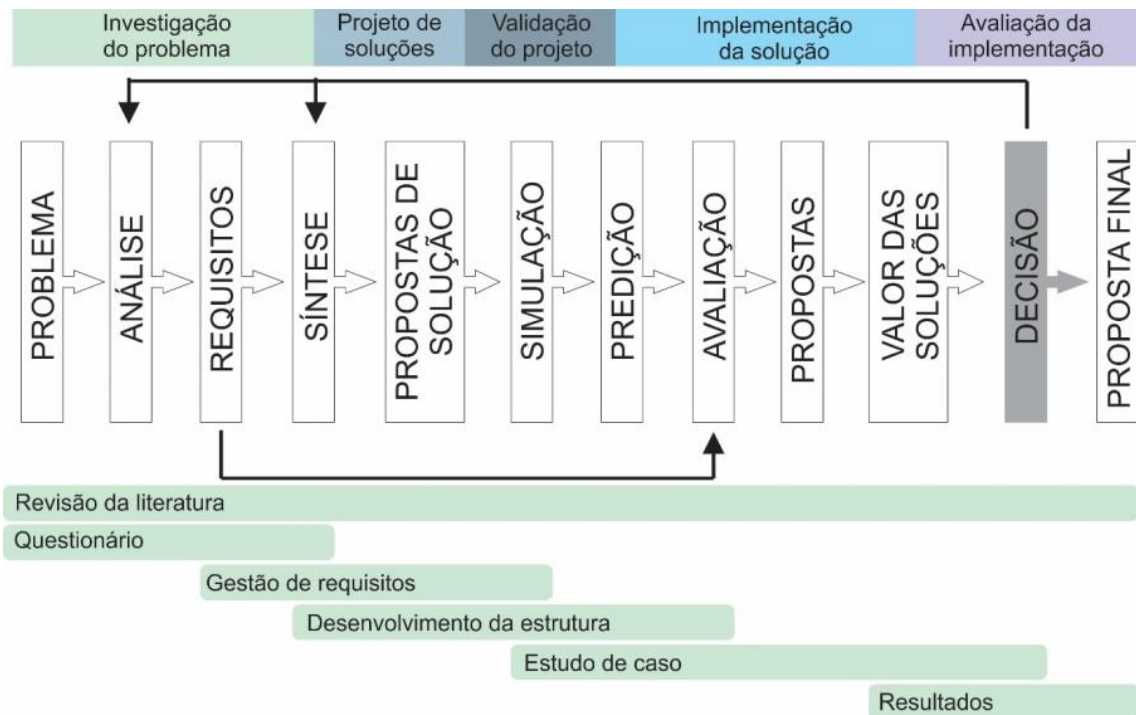 Investigação
do problema
Projeto de
soluções
Validação
do projeto
Implementação
da solução
Avaliação da
implementação
PROBLEMA
ANÁLISE
REQUISITOS
SÍNTESE
PROPOSTAS DE
SOLUÇÃO
SIMULAÇÃO
PREDIÇÃO
AVALIAÇÃO
PROPOSTAS
VALOR DAS
SOLUÇÕES
DECISÃO
PROPOSTA FINAL
Revisão da literatura
Questionário
Gestão de requisitos
Desenvolvimento da estrutura
Estudo de caso
Resultados